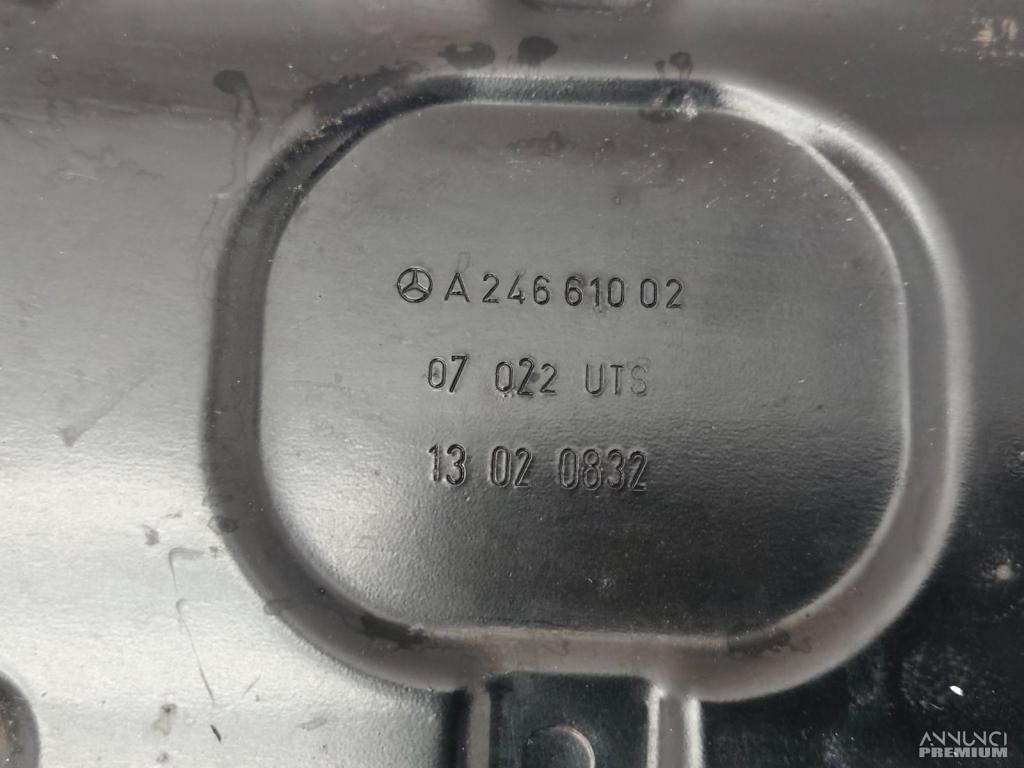 A 246 610 02
07 022 UTS
13 02 0832
ANNUNCI
PREMIUM